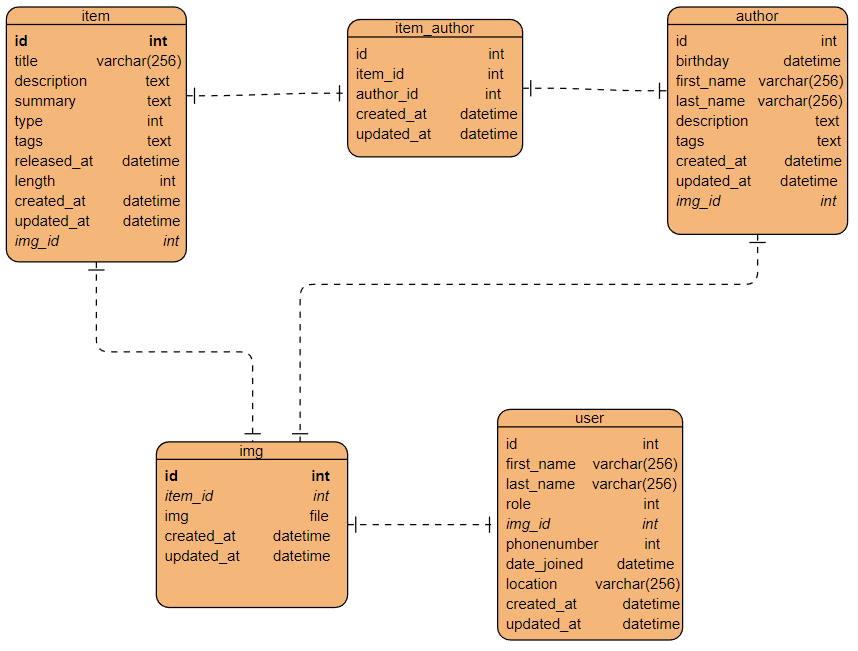 item
id int
title varchar(256)
description text
summary text
type int
tags text
released_at datetime
length int
created_at datetime
updated_at datetime
img_id int
item_author
id int
item_id int
author_id int
created_at datetime
updated_at datetime
author
id int
birthday datetime
first_name varchar(256)
last_name varchar(256)
description text
tags text
created_at datetime
updated_at datetime
img_id int
img
id int
item_id int
img file
created_at datetime
updated_at datetime
user
id int
first_name varchar(256)
last_name varchar(256)
role int
img_id int
phonenumber int
date_joined datetime
location varchar(256)
created_at datetime
updated_at datetime